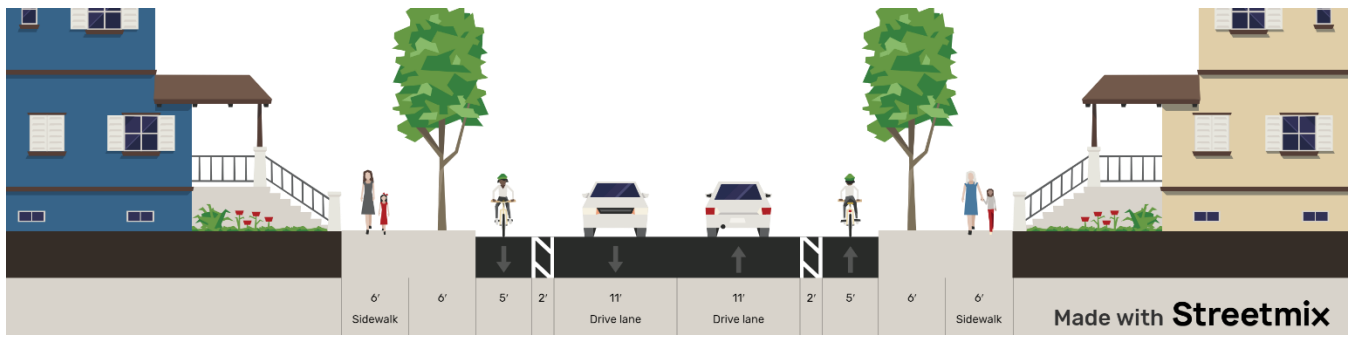 6′ 6′ 5′ 2′ 11′ 11′ 2′ 5′ 6′ 6′
Sidewalk Drive lane Drive lane Sidewalk
Made with Streetmix